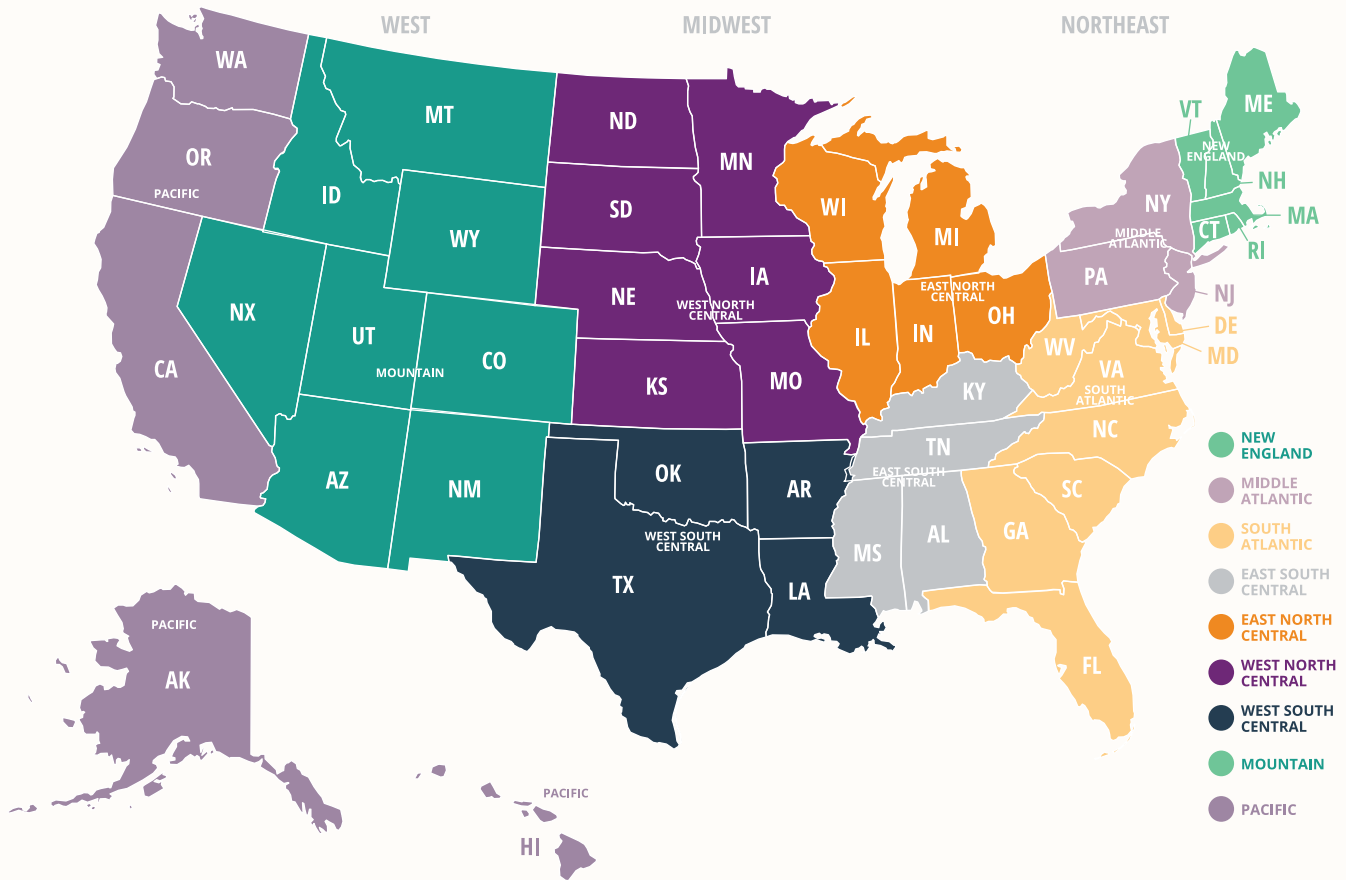 WEST
MIDWEST
NORTHEAST
WA
OR
PACIFIC
CA
MT
ID
WY
NX
UT
CO
MOUNTAIN
AZ
NM
ND
MN
SD
NE
IA
WEST NORTH
CENTRAL
KS
MO
WI
MI
EAST NORTH
CENTRAL
IL
IN
OH
OK
AR
WEST SOUTH
CENTRAL
TX
LA
KY
TN
EAST SOUTH
CENTRAL
MS
AL
WV
VA
SOUTH
ATLANTIC
NC
SC
GA
FL
NY
MIDDLE
ATLANTIC
PA
VT
ME
NEW
ENGLAND
NH
MA
CT
RI
NJ
DE
MD
PACIFIC
AK
PACIFIC
HI
NEW
ENGLAND
MIDDLE
ATLANTIC
SOUTH
ATLANTIC
EAST SOUTH
CENTRAL
EAST NORTH
CENTRAL
WEST NORTH
CENTRAL
WEST SOUTH
CENTRAL
MOUNTAIN
PACIFIC